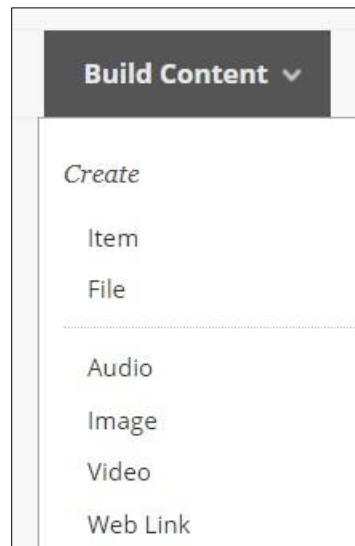 Build Content
Create
Item
File
Audio
Image
Video
Web Link